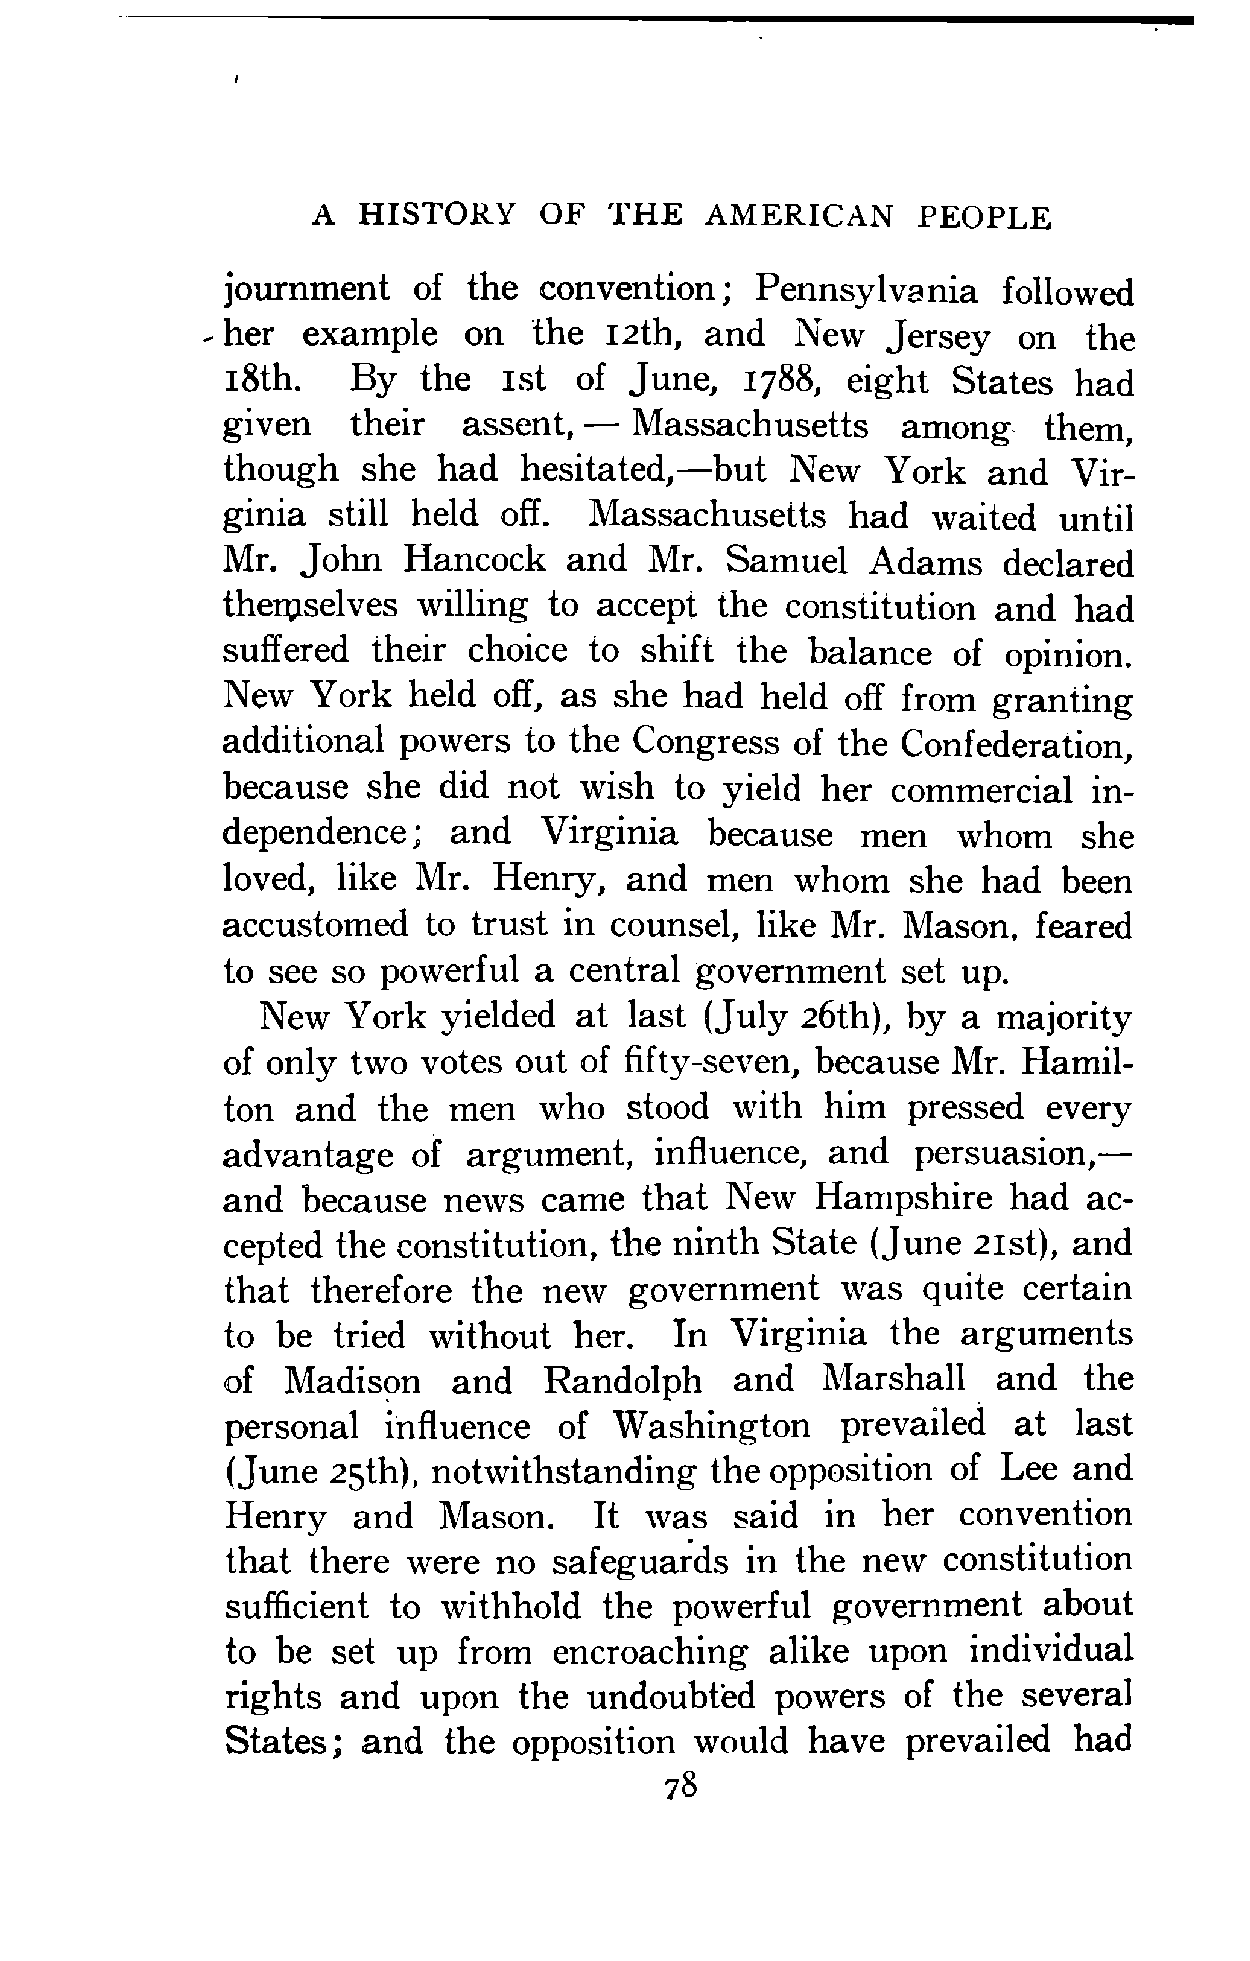 A HISTORY OF THE AMERICAN PEOPLE
journment of the convention; Pennsylvania followed
her example on the 12th, and New Jersey on the
18th. By the 1st of June, 1788, eight States had
given their assent, — Massachusetts among them,
though she had hesitated,—but New York and Vir-
ginia still held off. Massachusetts had waited until
Mr. John Hancock and Mr. Samuel Adams declared
themselves willing to accept the constitution and had
suffered their choice to shift the balance of opinion.
New York held off, as she had held off from granting
additional powers to the Congress of the Confederation,
because she did not wish to yield her commercial in-
dependence; and Virginia because men whom she
loved, like Mr. Henry, and men whom she had been
accustomed to trust in counsel, like Mr. Mason, feared
to see so powerful a central government set up.
New York yielded at last (July 26th), by a majority
of only two votes out of fifty-seven, because Mr. Hamil-
ton and the men who stood with him pressed every
advantage of argument, influence, and persuasion,—
and because news came that New Hampshire had ac-
cepted the constitution, the ninth State (June 21st), and
that therefore the new government was quite certain
to be tried without her. In Virginia the arguments
of Madison and Randolph and Marshall and the
personal influence of Washington prevailed at last
(June 25th), notwithstanding the opposition of Lee and
Henry and Mason. It was said in her convention
that there were no safeguards in the new constitution
sufficient to withhold the powerful government about
to be set up from encroaching alike upon individual
rights and upon the undoubted powers of the several
States; and the opposition would have prevailed had
78